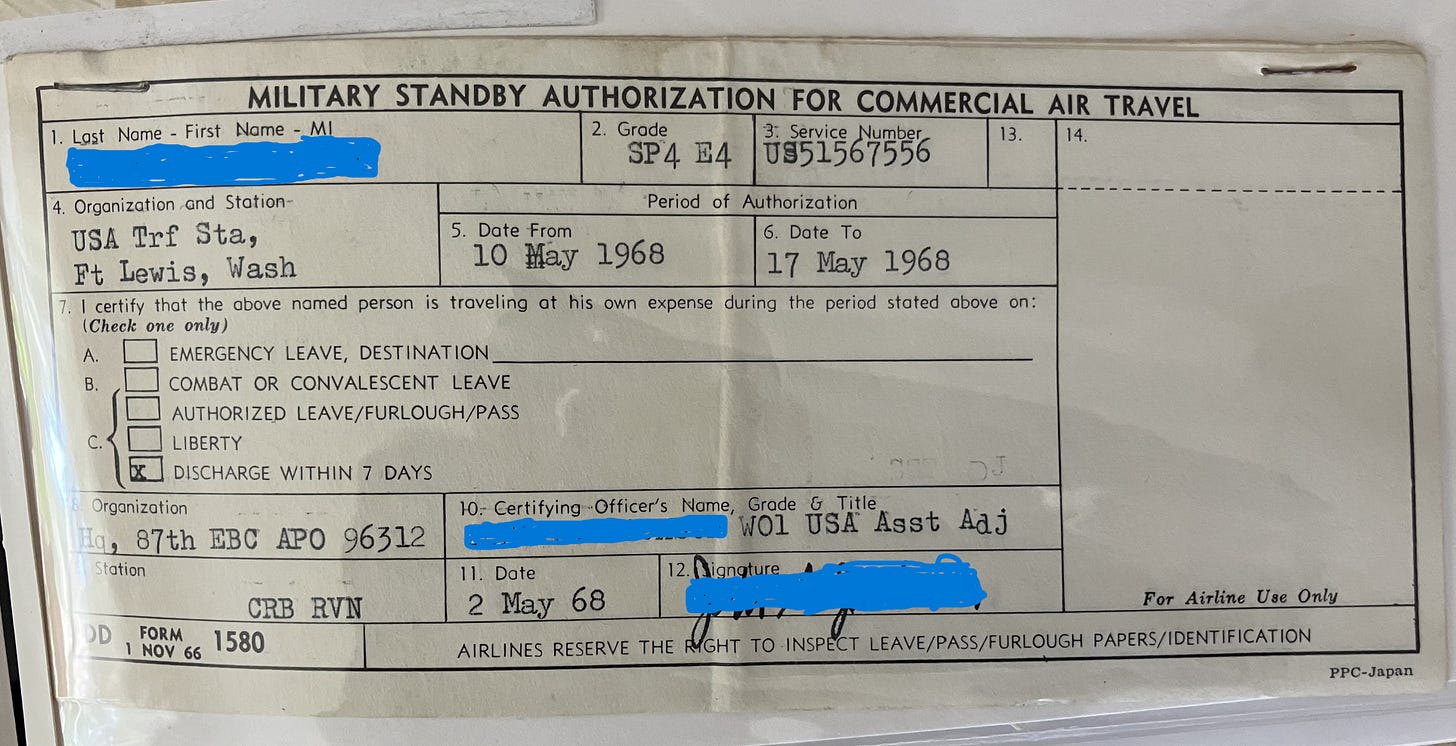 MILITARY STANDBY AUTHORIZATION FOR COMMERCIAL AIR TRAVEL
1. Last Name - First Name - MI
2. Grade
SP4 E4
3. Service Number
US51567556
13.
14.
4. Organization and Station
USA Trf Sta,
Ft Lewis, Wash
Period of Authorization
5. Date From
10 May 1968
6. Date To
17 May 1968
7. I certify that the above named person is traveling at his own expense during the period stated above on:
(Check one only)
A. EMERGENCY LEAVE, DESTINATION
B. COMBAT OR CONVALESCENT LEAVE
AUTHORIZED LEAVE/FURLOUGH/PASS
C. LIBERTY
X DISCHARGE WITHIN 7 DAYS
8. Organization
Hq, 87th EBC APO 96312
10. Certifying Officer's Name, Grade & Title
WO1 USA Asst Adj
Station
CRB RVN
11. Date
2 May 68
12. Signature
For Airline Use Only
DD FORM 1 NOV 66 1580
AIRLINES RESERVE THE RIGHT TO INSPECT LEAVE/PASS/FURLOUGH PAPERS/IDENTIFICATION
PPC-Japan